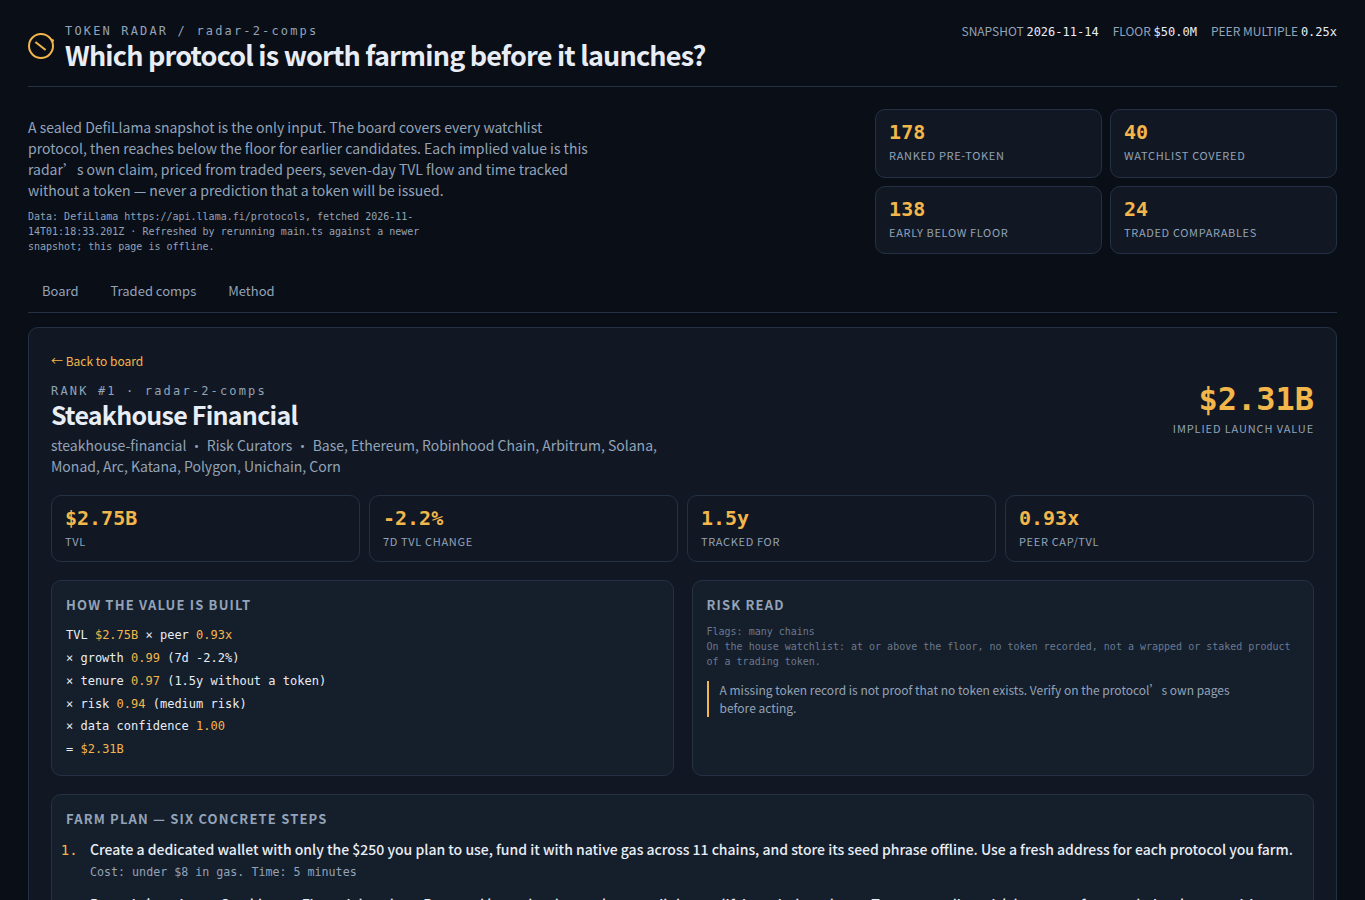 TOKEN RADAR / radar-2-comps
Which protocol is worth farming before it launches?
SNAPSHOT 2026-11-14 FLOOR $50.0M PEER MULTIPLE 0.25x
A sealed DefiLlama snapshot is the only input. The board covers every watchlist
protocol, then reaches below the floor for earlier candidates. Each implied value is this
radar’s own claim, priced from traded peers, seven-day TVL flow and time tracked
without a token — never a prediction that a token will be issued.
Data: DefiLlama https://api.llama.fi/protocols, fetched 2026-11-
14T01:18:33.201Z · Refreshed by rerunning main.ts against a newer
snapshot; this page is offline.
178
RANKED PRE-TOKEN
40
WATCHLIST COVERED
138
EARLY BELOW FLOOR
24
TRADED COMPARABLES
Board Traded comps Method
← Back to board
RANK #1 · radar-2-comps
Steakhouse Financial
steakhouse-financial • Risk Curators • Base, Ethereum, Robinhood Chain, Arbitrum, Solana,
Monad, Arc, Katana, Polygon, Unichain, Corn
$2.31B
IMPLIED LAUNCH VALUE
$2.75B
TVL
-2.2%
7D TVL CHANGE
1.5y
TRACKED FOR
0.93x
PEER CAP/TVL
HOW THE VALUE IS BUILT
TVL $2.75B × peer 0.93x
× growth 0.99 (7d -2.2%)
× tenure 0.97 (1.5y without a token)
× risk 0.94 (medium risk)
× data confidence 1.00
= $2.31B
RISK READ
Flags: many chains
On the house watchlist: at or above the floor, no token recorded, not a wrapped or staked product
of a trading token.
A missing token record is not proof that no token exists. Verify on the protocol’s own pages
before acting.
FARM PLAN — SIX CONCRETE STEPS
1. Create a dedicated wallet with only the $250 you plan to use, fund it with native gas across 11 chains, and store its seed phrase offline. Use a fresh address for each protocol you farm.
Cost: under $8 in gas. Time: 5 minutes